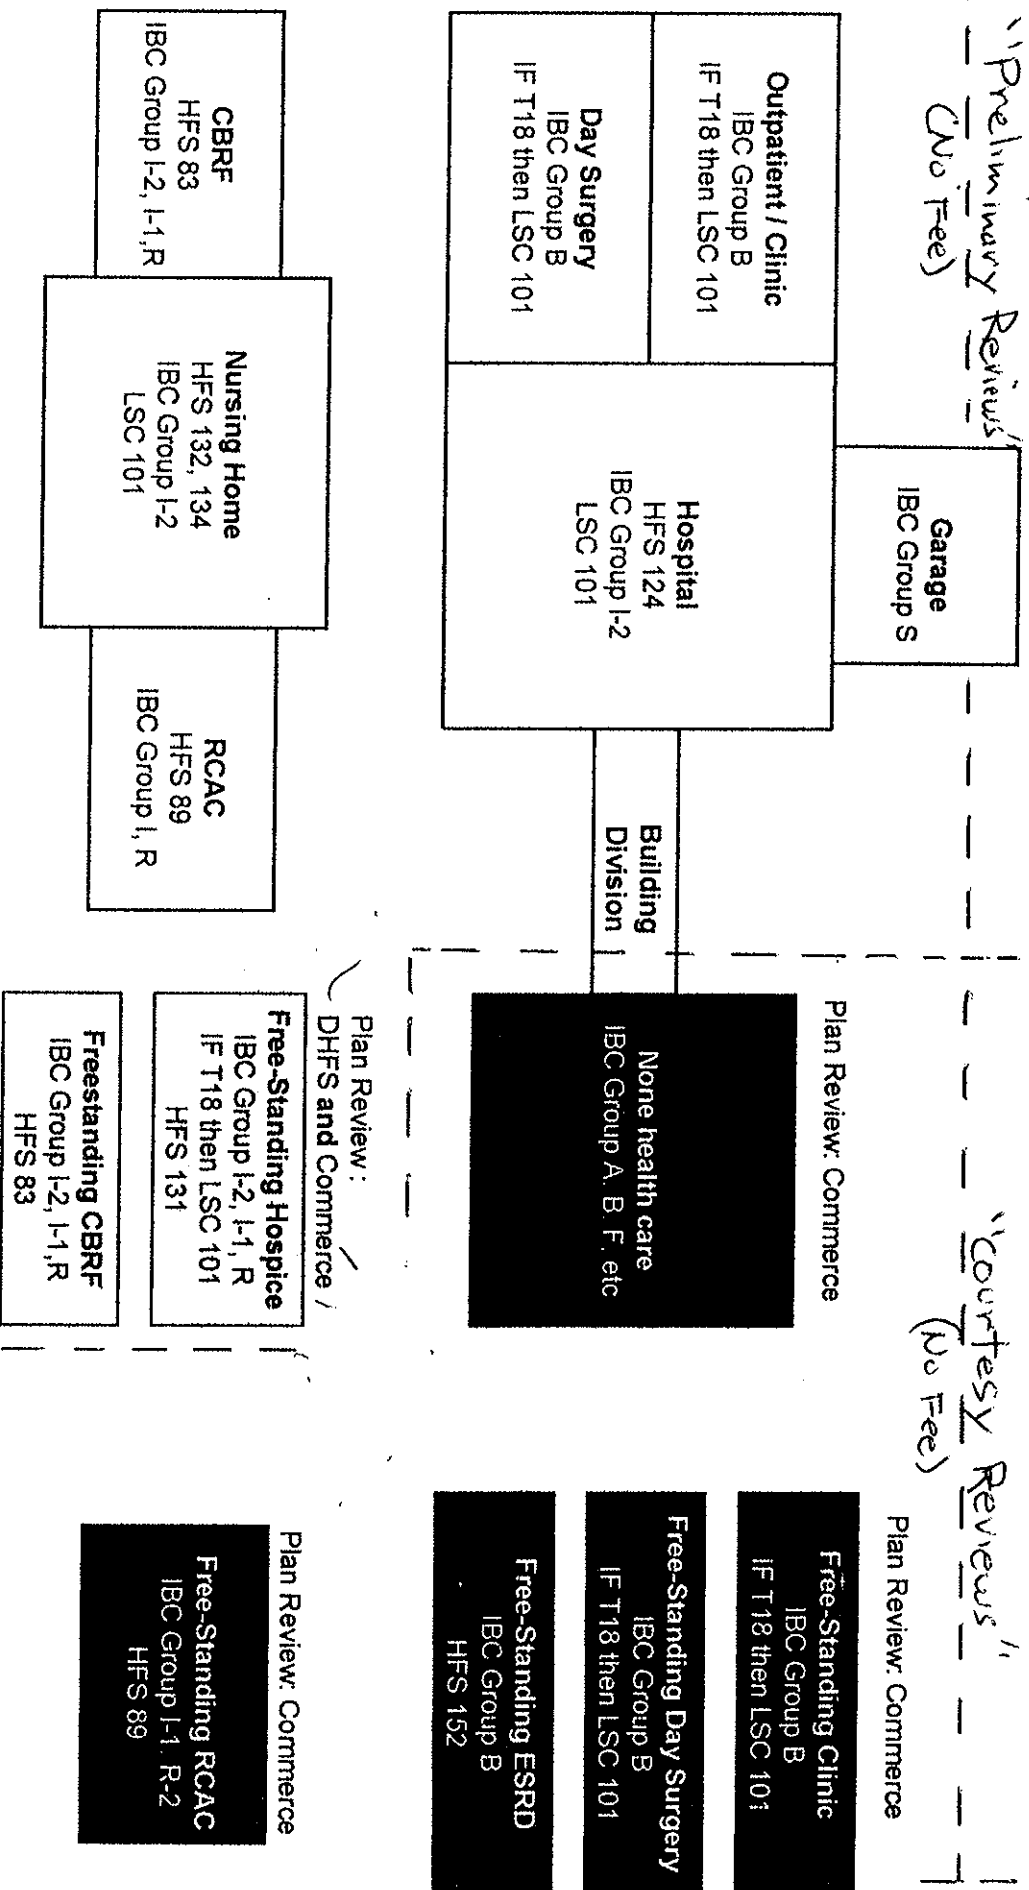 "Preliminary Reviews"
(No Fee)
"Courtesy Reviews"
(No Fee)
Garage
IBC Group S
Outpatient / Clinic
IBC Group B
IF T18 then LSC 101
Day Surgery
IBC Group B
IF T18 then LSC 101
Hospital
HFS 124
IBC Group I-2
LSC 101
Building
Division
Plan Review: Commerce
None health care
IBC Group A. B. F. etc
Plan Review: Commerce
Free-Standing Clinic
IBC Group B
IF T18 then LSC 101
Free-Standing Day Surgery
IBC Group B
IF T18 then LSC 101
Free-Standing ESRD
IBC Group B
HFS 152
CBRF
HFS 83
IBC Group I-2, I-1,R
Nursing Home
HFS 132, 134
IBC Group I-2
LSC 101
RCAC
HFS 89
IBC Group I, R
Plan Review:
DHFS and Commerce
Free-Standing Hospice
IBC Group I-2, I-1, R
IF T18 then LSC 101
HFS 131
Freestanding CBRF
IBC Group I-2, I-1,R
HFS 83
Plan Review: Commerce
Free-Standing RCAC
IBC Group I-1. R-2
HFS 89